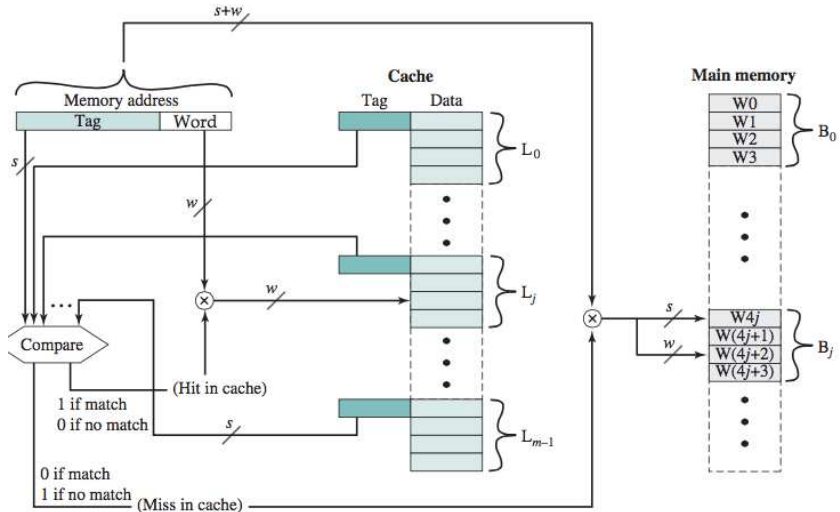 s+w
Cache
Main memory
Memory address
Tag
Data
Tag
Word
W0
W1
W2
W3
B0
L0
s
w
w
Lj
s
w
W4j
W(4j+1)
W(4j+2)
W(4j+3)
Bj
...
Compare
(Hit in cache)
1 if match
0 if no match
s
Lm–1
0 if match
1 if no match
(Miss in cache)